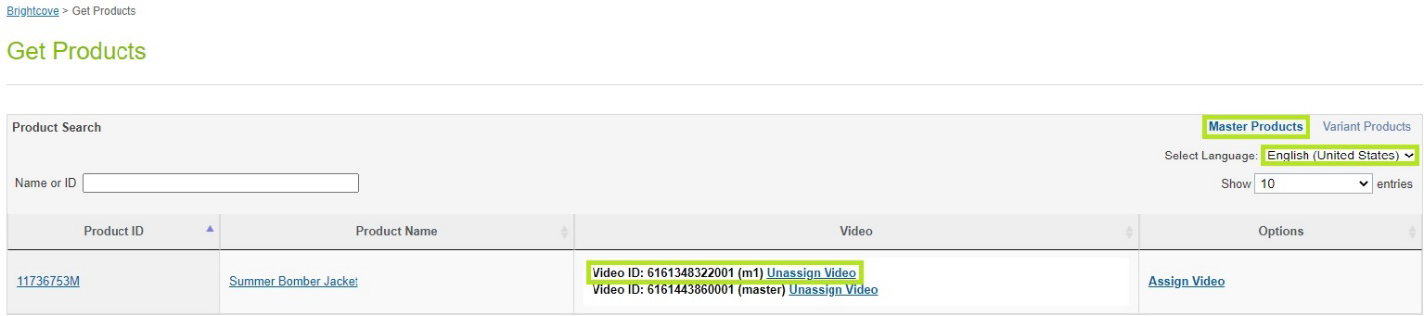 Brightcove > Get Products
Get Products
Product Search
Master Products Variant Products
Select Language: English (United States)
Name or ID
Show 10 entries
Product ID Product Name Video Options
11736753M Summer Bomber Jacket Video ID: 6161348322001 (m1) Unassign Video Assign Video
Video ID: 6161443860001 (master) Unassign Video